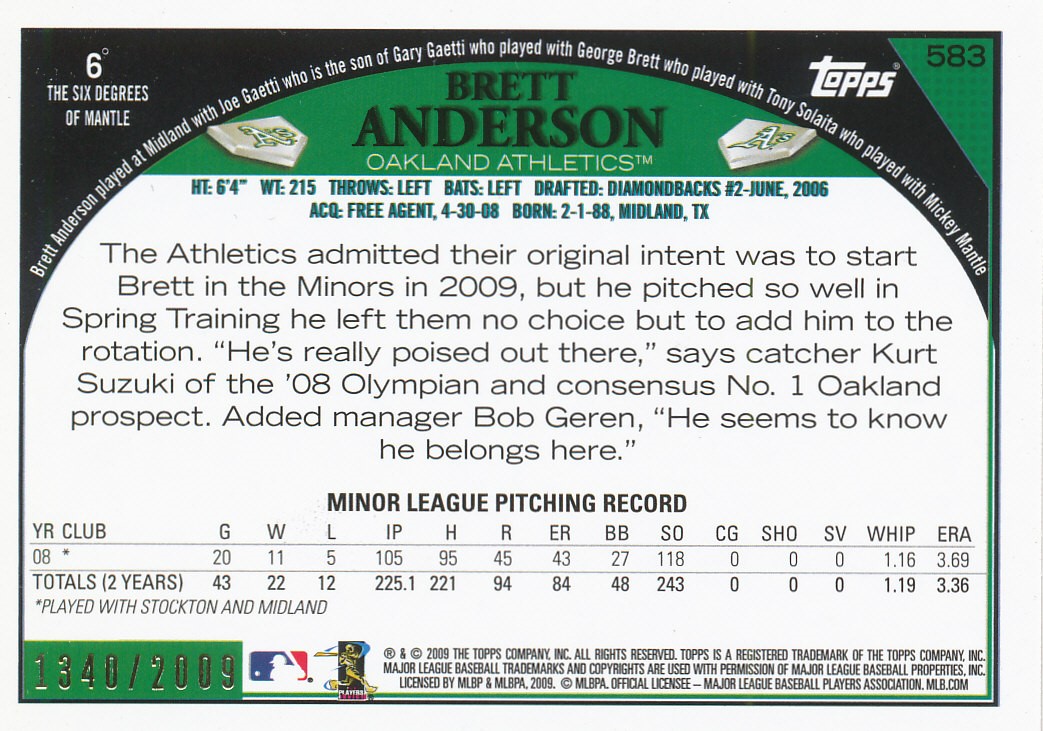 6°
THE SIX DEGREES
OF MANTLE
Brett Anderson played at Midland with Joe Gaetti who is the son of Gary Gaetti who played with George Brett who played with Tony Solaita who played with Mickey Mantle
topps®
583
BRETT
ANDERSON
OAKLAND ATHLETICS™
A's
A's
HT: 6'4" WT: 215 THROWS: LEFT BATS: LEFT DRAFTED: DIAMONDBACKS #2-JUNE, 2006
ACQ: FREE AGENT, 4-30-08 BORN: 2-1-88, MIDLAND, TX
The Athletics admitted their original intent was to start
Brett in the Minors in 2009, but he pitched so well in
Spring Training he left them no choice but to add him to the
rotation. “He's really poised out there,” says catcher Kurt
Suzuki of the '08 Olympian and consensus No. 1 Oakland
prospect. Added manager Bob Geren, “He seems to know
he belongs here.”
MINOR LEAGUE PITCHING RECORD
YR CLUB G W L IP H R ER BB SO CG SHO SV WHIP ERA
08 * 20 11 5 105 95 45 43 27 118 0 0 0 1.16 3.69
TOTALS (2 YEARS) 43 22 12 225.1 221 94 84 48 243 0 0 0 1.19 3.36
*PLAYED WITH STOCKTON AND MIDLAND
1340/2009
PLAYERS
® & © 2009 THE TOPPS COMPANY, INC. ALL RIGHTS RESERVED. TOPPS IS A REGISTERED TRADEMARK OF THE TOPPS COMPANY, INC.
MAJOR LEAGUE BASEBALL TRADEMARKS AND COPYRIGHTS ARE USED WITH PERMISSION OF MAJOR LEAGUE BASEBALL PROPERTIES, INC.
LICENSED BY MLBP & MLBPA, 2009. © MLBPA. OFFICIAL LICENSEE – MAJOR LEAGUE BASEBALL PLAYERS ASSOCIATION. MLB.COM